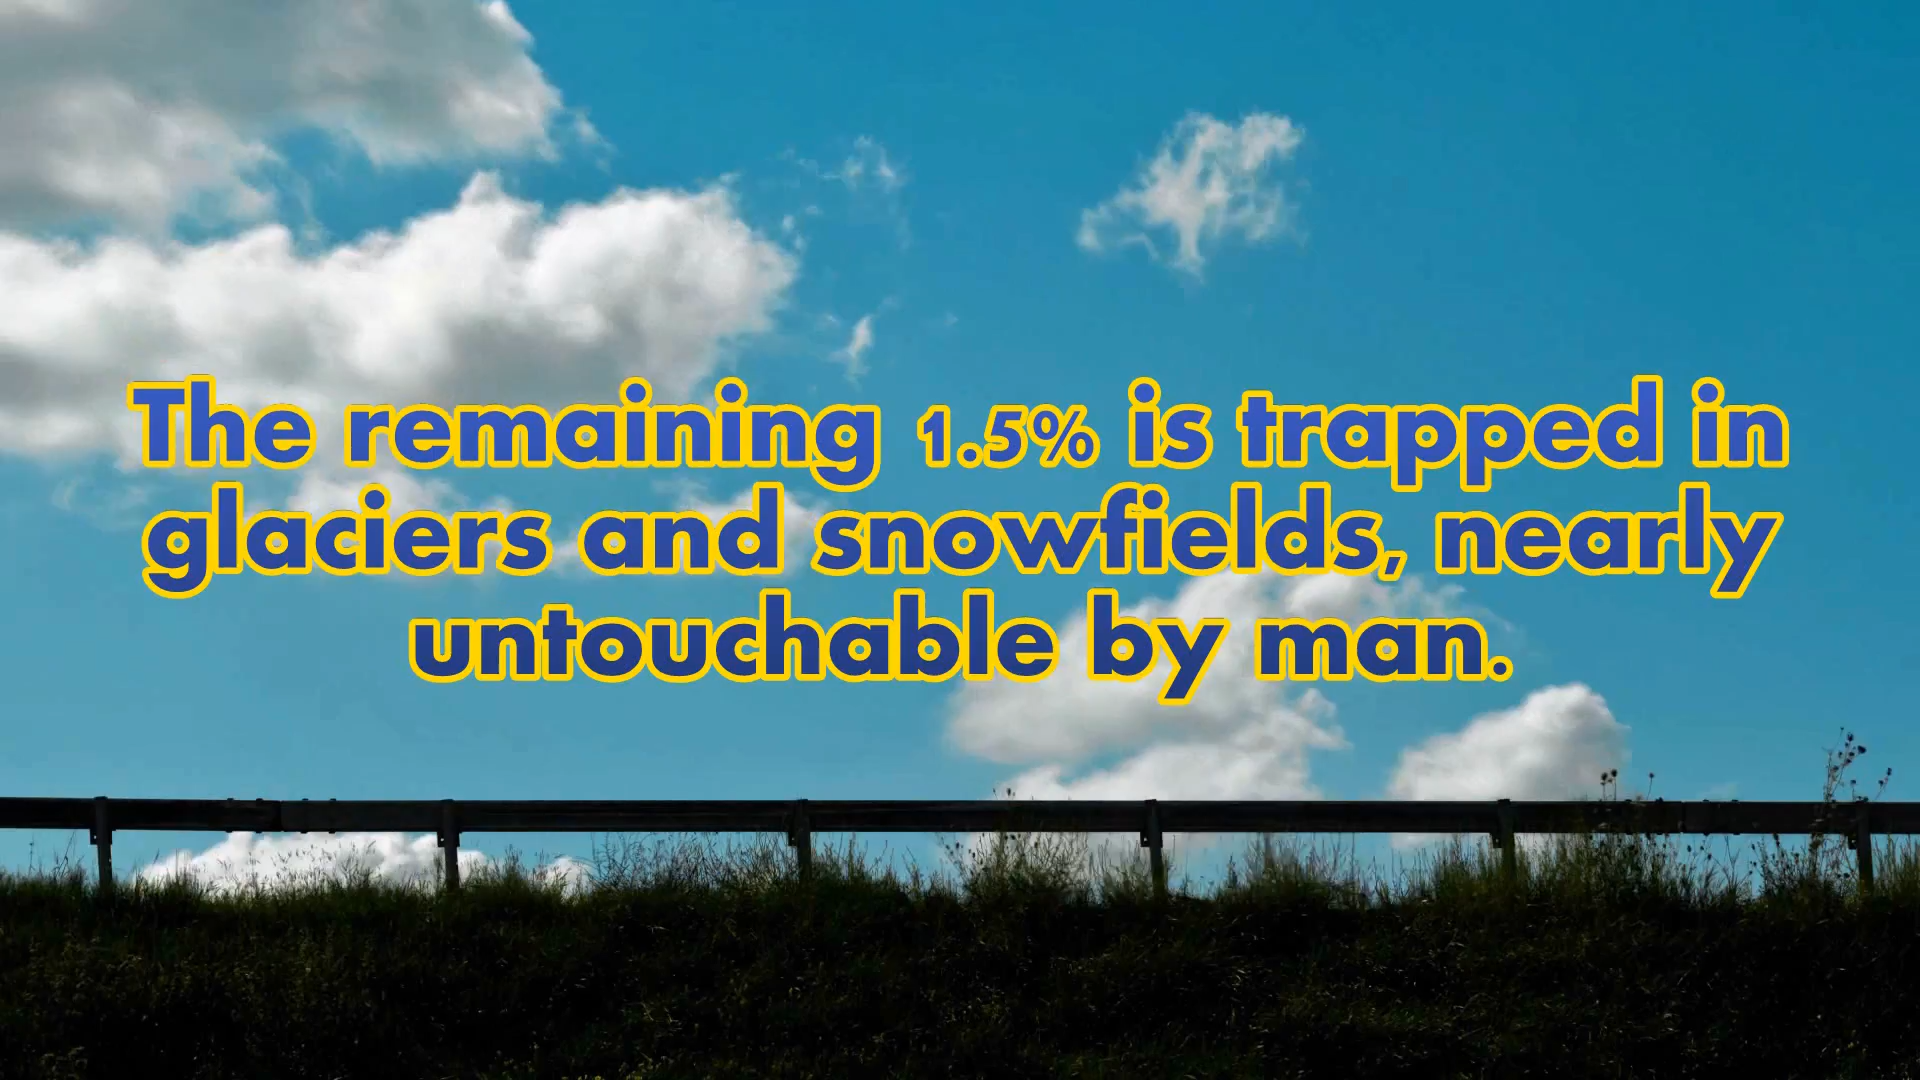 The remaining 1.5% is trapped in
glaciers and snowfields, nearly
untouchable by man.